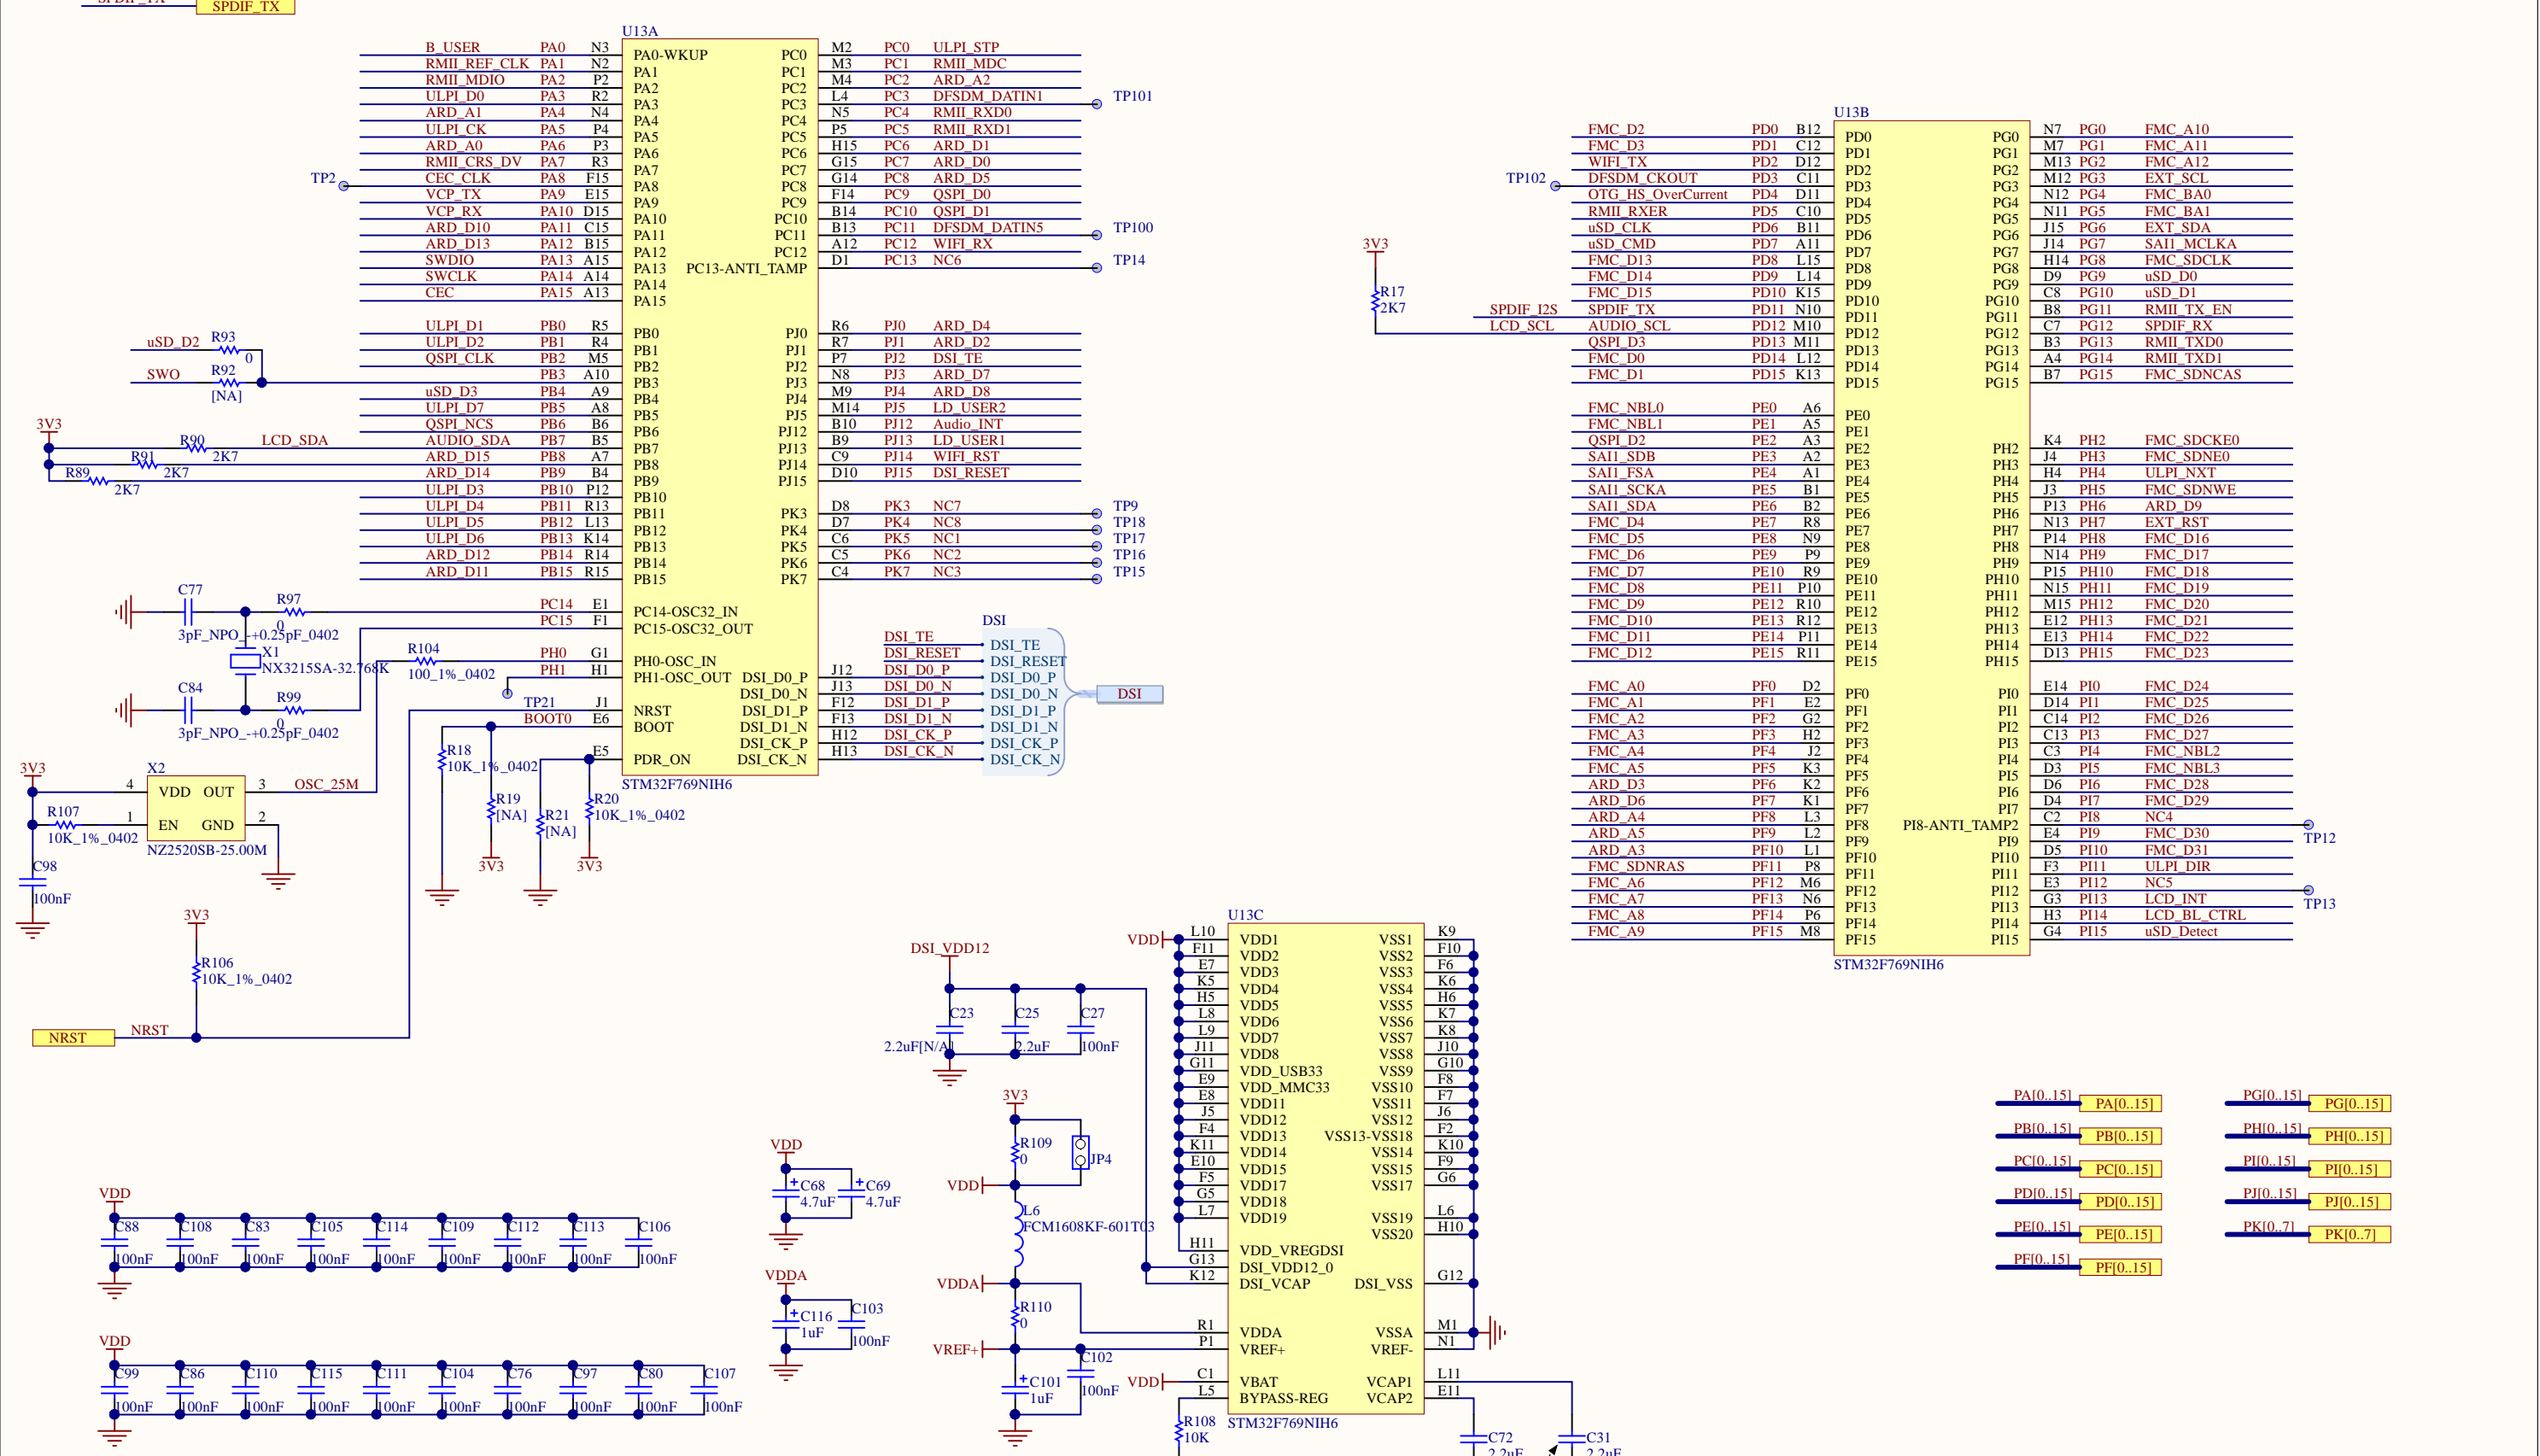 SPDIF_TX SPDIF_TX
U13A
B_USER PA0 N3 PA0-WKUP PC0 M2 PC0 ULPI_STP
RMII_REF_CLK PA1 N2 PA1 PC1 M3 PC1 RMII_MDC
RMII_MDIO PA2 P2 PA2 PC2 M4 PC2 ARD_A2
ULPI_D0 PA3 R2 PA3 PC3 L4 PC3 DFSDM_DATIN1 TP101
ARD_A1 PA4 N4 PA4 PC4 N5 PC4 RMII_RXD0
ULPI_CK PA5 P4 PA5 PC5 P5 PC5 RMII_RXD1
ARD_A0 PA6 P3 PA6 PC6 H15 PC6 ARD_D1
RMII_CRS_DV PA7 R3 PA7 PC7 G15 PC7 ARD_D0
TP2 CEC_CLK PA8 F15 PA8 PC8 G14 PC8 ARD_D5
VCP_TX PA9 E15 PA9 PC9 F14 PC9 QSPI_D0
VCP_RX PA10 D15 PA10 PC10 B14 PC10 QSPI_D1
ARD_D10 PA11 C15 PA11 PC11 B13 PC11 DFSDM_DATIN5 TP100
ARD_D13 PA12 B15 PA12 PC12 A12 PC12 WIFI_RX
SWDIO PA13 A15 PA13 PC13-ANTI_TAMP D1 PC13 NC6 TP14
SWCLK PA14 A14 PA14
CEC PA15 A13 PA15
ULPI_D1 PB0 R5 PB0 PJ0 R6 PJ0 ARD_D4
uSD_D2 R93 0 ULPI_D2 PB1 R4 PB1 PJ1 R7 PJ1 ARD_D2
QSPI_CLK PB2 M5 PB2 PJ2 P7 PJ2 DSI_TE
SWO R92 [NA] PB3 A10 PB3 PJ3 N8 PJ3 ARD_D7
uSD_D3 PB4 A9 PB4 PJ4 M9 PJ4 ARD_D8
ULPI_D7 PB5 A8 PB5 PJ5 M14 PJ5 LD_USER2
3V3 QSPI_NCS PB6 B6 PB6 PJ12 B10 PJ12 Audio_INT
R90 2K7 LCD_SDA AUDIO_SDA PB7 B5 PB7 PJ13 B9 PJ13 LD_USER1
R91 2K7 ARD_D15 PB8 A7 PB8 PJ14 C9 PJ14 WIFI_RST
R89 2K7 ARD_D14 PB9 B4 PB9 PJ15 D10 PJ15 DSI_RESET
ULPI_D3 PB10 P12 PB10
ULPI_D4 PB11 R13 PB11 PK3 D8 PK3 NC7 TP9
ULPI_D5 PB12 L13 PB12 PK4 D7 PK4 NC8 TP18
ULPI_D6 PB13 K14 PB13 PK5 C6 PK5 NC1 TP17
ARD_D12 PB14 R14 PB14 PK6 C5 PK6 NC2 TP16
ARD_D11 PB15 R15 PB15 PK7 C4 PK7 NC3 TP15
C77 3pF_NPO_-+0.25pF_0402 R97 0 PC14 E1 PC14-OSC32_IN
PC15 F1 PC15-OSC32_OUT
X1 NX3215SA-32.768K
R104 100_1%_0402 PH0 G1 PH0-OSC_IN
PH1 H1 PH1-OSC_OUT
C84 3pF_NPO_-+0.25pF_0402 R99 0
TP21 J1 NRST
BOOT0 E6 BOOT
E5 PDR_ON
DSI
DSI_TE DSI_TE
DSI_RESET DSI_RESET
DSI_D0_P J12 DSI_D0_P DSI_D0_P
DSI_D0_N J13 DSI_D0_N DSI_D0_N DSI
DSI_D1_P F12 DSI_D1_P DSI_D1_P
DSI_D1_N F13 DSI_D1_N DSI_D1_N
DSI_CK_P H12 DSI_CK_P DSI_CK_P
DSI_CK_N H13 DSI_CK_N DSI_CK_N
STM32F769NIH6
R18 10K_1%_0402
R19 [NA] 3V3
R21 [NA]
R20 10K_1%_0402 3V3
3V3 X2
4 VDD OUT 3 OSC_25M
R107 10K_1%_0402 1 EN GND 2
NZ2520SB-25.00M
C98 100nF
3V3
R106 10K_1%_0402
NRST NRST
U13B
FMC_D2 PD0 B12 PD0 PG0 N7 PG0 FMC_A10
FMC_D3 PD1 C12 PD1 PG1 M7 PG1 FMC_A11
WIFI_TX PD2 D12 PD2 PG2 M13 PG2 FMC_A12
TP102 DFSDM_CKOUT PD3 C11 PD3 PG3 M12 PG3 EXT_SCL
OTG_HS_OverCurrent PD4 D11 PD4 PG4 N12 PG4 FMC_BA0
RMII_RXER PD5 C10 PD5 PG5 N11 PG5 FMC_BA1
uSD_CLK PD6 B11 PD6 PG6 J15 PG6 EXT_SDA
uSD_CMD PD7 A11 PD7 PG7 J14 PG7 SAI1_MCLKA
FMC_D13 PD8 L15 PD8 PG8 H14 PG8 FMC_SDCLK
FMC_D14 PD9 L14 PD9 PG9 D9 PG9 uSD_D0
FMC_D15 PD10 K15 PD10 PG10 C8 PG10 uSD_D1
3V3 R17 2K7
SPDIF_I2S SPDIF_TX PD11 N10 PD11 PG11 B8 PG11 RMII_TX_EN
LCD_SCL AUDIO_SCL PD12 M10 PD12 PG12 C7 PG12 SPDIF_RX
QSPI_D3 PD13 M11 PD13 PG13 B3 PG13 RMII_TXD0
FMC_D0 PD14 L12 PD14 PG14 A4 PG14 RMII_TXD1
FMC_D1 PD15 K13 PD15 PG15 B7 PG15 FMC_SDNCAS
FMC_NBL0 PE0 A6 PE0
FMC_NBL1 PE1 A5 PE1
QSPI_D2 PE2 A3 PE2 PH2 K4 PH2 FMC_SDCKE0
SAI1_SDB PE3 A2 PE3 PH3 J4 PH3 FMC_SDNE0
SAI1_FSA PE4 A1 PE4 PH4 H4 PH4 ULPI_NXT
SAI1_SCKA PE5 B1 PE5 PH5 J3 PH5 FMC_SDNWE
SAI1_SDA PE6 B2 PE6 PH6 P13 PH6 ARD_D9
FMC_D4 PE7 R8 PE7 PH7 N13 PH7 EXT_RST
FMC_D5 PE8 N9 PE8 PH8 P14 PH8 FMC_D16
FMC_D6 PE9 P9 PE9 PH9 N14 PH9 FMC_D17
FMC_D7 PE10 R9 PE10 PH10 P15 PH10 FMC_D18
FMC_D8 PE11 P10 PE11 PH11 N15 PH11 FMC_D19
FMC_D9 PE12 R10 PE12 PH12 M15 PH12 FMC_D20
FMC_D10 PE13 R12 PE13 PH13 E12 PH13 FMC_D21
FMC_D11 PE14 P11 PE14 PH14 E13 PH14 FMC_D22
FMC_D12 PE15 R11 PE15 PH15 D13 PH15 FMC_D23
FMC_A0 PF0 D2 PF0 PI0 E14 PI0 FMC_D24
FMC_A1 PF1 E2 PF1 PI1 D14 PI1 FMC_D25
FMC_A2 PF2 G2 PF2 PI2 C14 PI2 FMC_D26
FMC_A3 PF3 H2 PF3 PI3 C13 PI3 FMC_D27
FMC_A4 PF4 J2 PF4 PI4 C3 PI4 FMC_NBL2
FMC_A5 PF5 K3 PF5 PI5 D3 PI5 FMC_NBL3
ARD_D3 PF6 K2 PF6 PI6 D6 PI6 FMC_D28
ARD_D6 PF7 K1 PF7 PI7 D4 PI7 FMC_D29
ARD_A4 PF8 L3 PF8 PI8-ANTI_TAMP2 C2 PI8 NC4 TP12
ARD_A5 PF9 L2 PF9 PI9 E4 PI9 FMC_D30
ARD_A3 PF10 L1 PF10 PI10 D5 PI10 FMC_D31
FMC_SDNRAS PF11 P8 PF11 PI11 F3 PI11 ULPI_DIR
FMC_A6 PF12 M6 PF12 PI12 E3 PI12 NC5 TP13
FMC_A7 PF13 N6 PF13 PI13 G3 PI13 LCD_INT
FMC_A8 PF14 P6 PF14 PI14 H3 PI14 LCD_BL_CTRL
FMC_A9 PF15 M8 PF15 PI15 G4 PI15 uSD_Detect
STM32F769NIH6
U13C
VDD L10 VDD1 VSS1 K9
F11 VDD2 VSS2 F10
E7 VDD3 VSS3 F6
K5 VDD4 VSS4 K6
H5 VDD5 VSS5 H6
L8 VDD6 VSS6 K7
L9 VDD7 VSS7 K8
J11 VDD8 VSS8 J10
G11 VDD_USB33 VSS9 G10
E9 VDD_MMC33 VSS10 F8
E8 VDD11 VSS11 F7
J5 VDD12 VSS12 J6
F4 VDD13 VSS13-VSS18 F2
K11 VDD14 VSS14 K10
E10 VDD15 VSS15 F9
F5 VDD17 VSS17 G6
G5 VDD18
L7 VDD19 VSS19 L6
VSS20 H10
H11 VDD_VREGDSI
G13 DSI_VDD12_0
K12 DSI_VCAP DSI_VSS G12
R1 VDDA VSSA M1
P1 VREF+ VREF- N1
VDD C1 VBAT VCAP1 L11
L5 BYPASS-REG VCAP2 E11
R108 10K STM32F769NIH6
C72 2.2uF C31 2.2uF
DSI_VDD12
C23 2.2uF[N/A] C25 2.2uF C27 100nF
3V3
R109 0 JP4
VDD
L6 FCM1608KF-601T03
VDDA
R110 0
VREF+
C101 1uF C102 100nF
VDD
C68 4.7uF C69 4.7uF
VDDA
C116 1uF C103 100nF
VDD
C88 C108 C83 C105 C114 C109 C112 C113 C106
100nF 100nF 100nF 100nF 100nF 100nF 100nF 100nF 100nF
VDD
C99 C86 C110 C115 C111 C104 C76 C97 C80 C107
100nF 100nF 100nF 100nF 100nF 100nF 100nF 100nF 100nF 100nF
PA[0..15] PA[0..15] PG[0..15] PG[0..15]
PB[0..15] PB[0..15] PH[0..15] PH[0..15]
PC[0..15] PC[0..15] PI[0..15] PI[0..15]
PD[0..15] PD[0..15] PJ[0..15] PJ[0..15]
PE[0..15] PE[0..15] PK[0..7] PK[0..7]
PF[0..15] PF[0..15]